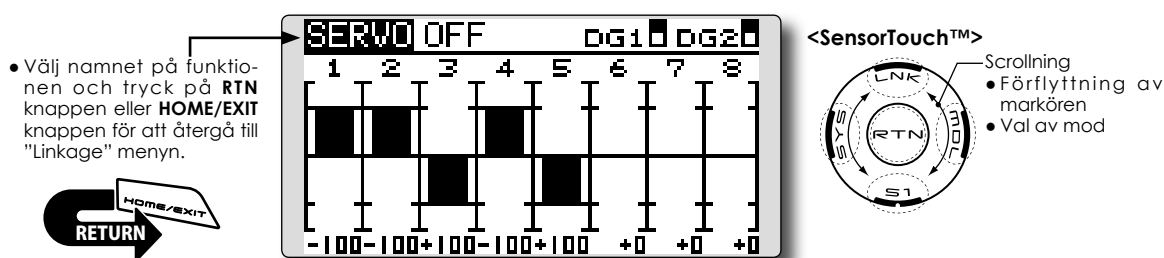 ● Välj namnet på funktio-
nen och tryck på RTN
knappen eller HOME/EXIT
knappen för att återgå till
”Linkage” menyn.
HOME/EXIT
RETURN
SERVO OFF DG1 DG2
1 2 3 4 5 6 7 8
-100-100+100-100+100 +0 +0 +0
<SensorTouch™>
LNK
SYS
RTN
MDL
S1
Scrollning
● Förflyttning av
markören
● Val av mod